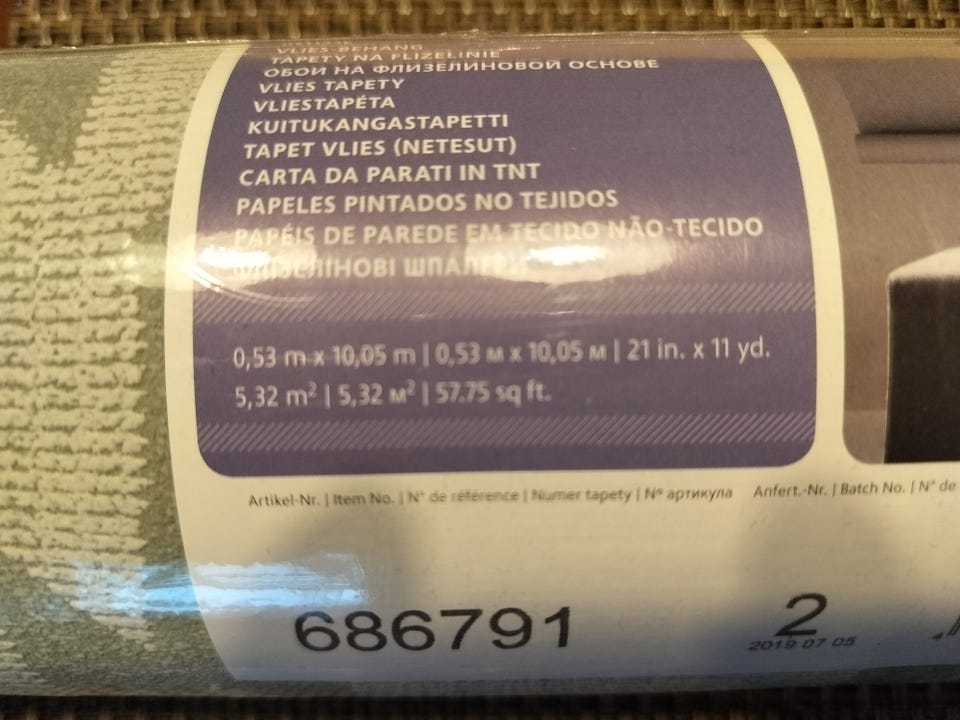 VLIES-BEHANG
TAPETY NA FLIZELINIE
ОБОИ НА ФЛИЗЕЛИНОВОЙ ОСНОВЕ
VLIES TAPETY
VLIESTAPÉTA
KUITUKANGASTAPETTI
TAPET VLIES (NETESUT)
CARTA DA PARATI IN TNT
PAPELES PINTADOS NO TEJIDOS
PAPÉIS DE PAREDE EM TECIDO NÃO-TECIDO
ФЛІЗЕЛІНОВІ ШПАЛЕРИ
0,53 m x 10,05 m | 0,53 м x 10,05 м | 21 in. x 11 yd.
5,32 m² | 5,32 м² | 57.75 sq ft.
Artikel-Nr. | Item No. | N° de référence | Numer tapety | № артикула Anfert.-Nr. | Batch No. | N° de
686791 2
2019 07 05